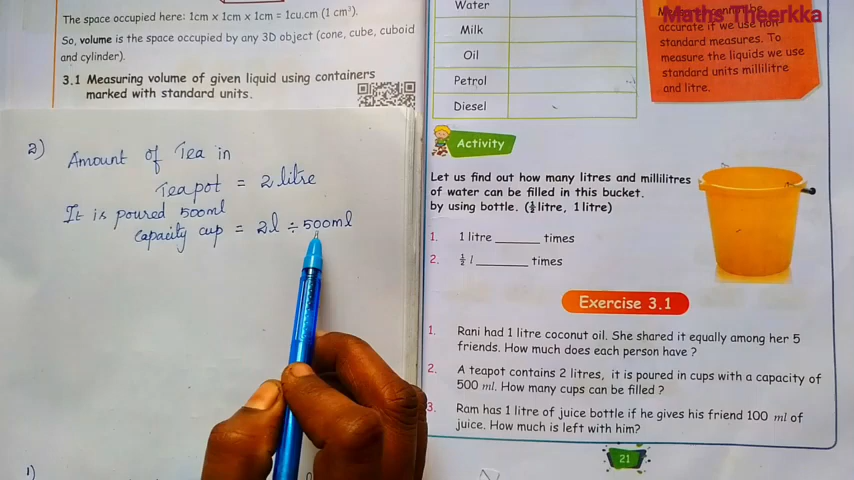 The space occupied here: 1cm x 1cm x 1cm = 1cu.cm (1 cm³).
So, volume is the space occupied by any 3D object (cone, cube, cuboid
and cylinder).
3.1 Measuring volume of given liquid using containers
marked with standard units.
2) Amount of Tea in
Teapot = 2 litre
It is poured 500ml
capacity cup = 2l ÷ 500ml
1)
Water
Milk
Oil
Petrol
Diesel
Maths Theerkka
accurate if we use non
standard measures. To
measure the liquids we use
standard units millilitre
and litre.
Activity
Let us find out how many litres and millilitres
of water can be filled in this bucket.
by using bottle. (½ litre, 1 litre)
1. 1 litre _______ times
2. ½ l ________ times
Exercise 3.1
1. Rani had 1 litre coconut oil. She shared it equally among her 5
friends. How much does each person have ?
2. A teapot contains 2 litres, it is poured in cups with a capacity of
500 ml. How many cups can be filled ?
3. Ram has 1 litre of juice bottle if he gives his friend 100 ml of
juice. How much is left with him?
21